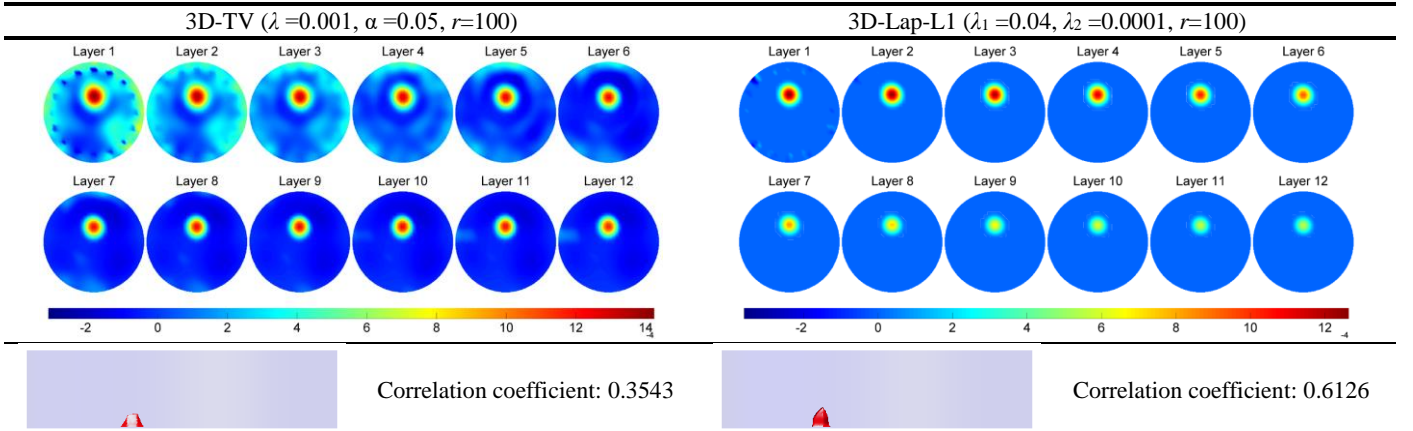 3D-TV (λ =0.001, α =0.05, r=100) 3D-Lap-L1 (λ1 =0.04, λ2 =0.0001, r=100)
Layer 1 Layer 2 Layer 3 Layer 4 Layer 5 Layer 6 Layer 1 Layer 2 Layer 3 Layer 4 Layer 5 Layer 6
Layer 7 Layer 8 Layer 9 Layer 10 Layer 11 Layer 12 Layer 7 Layer 8 Layer 9 Layer 10 Layer 11 Layer 12
-2 0 2 4 6 8 10 12 14 -2 0 2 4 6 8 10 12
-4 -4
Correlation coefficient: 0.3543 Correlation coefficient: 0.6126